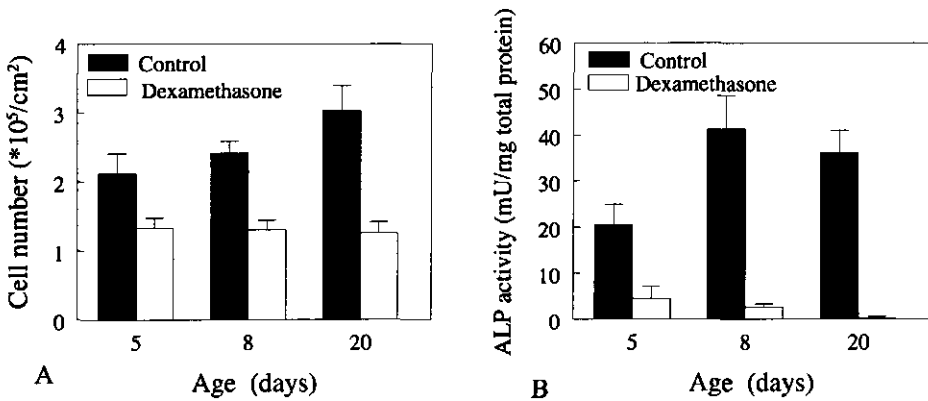 Cell number (*10⁵/cm²)
4
3
2
1
0
Control
Dexamethasone
5 8 20
Age (days)
A
ALP activity (mU/mg total protein)
60
50
40
30
20
10
0
Control
Dexamethasone
5 8 20
Age (days)
B